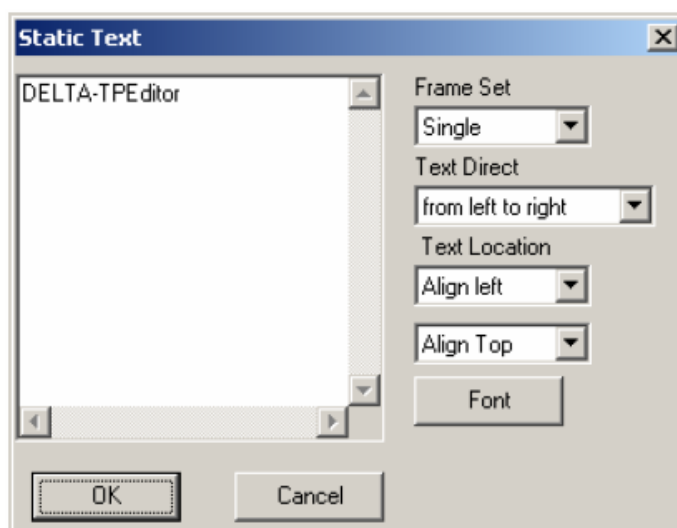 Static Text
DELTA-TPEditor
Frame Set
Single
Text Direct
from left to right
Text Location
Align left
Align Top
Font
OK
Cancel